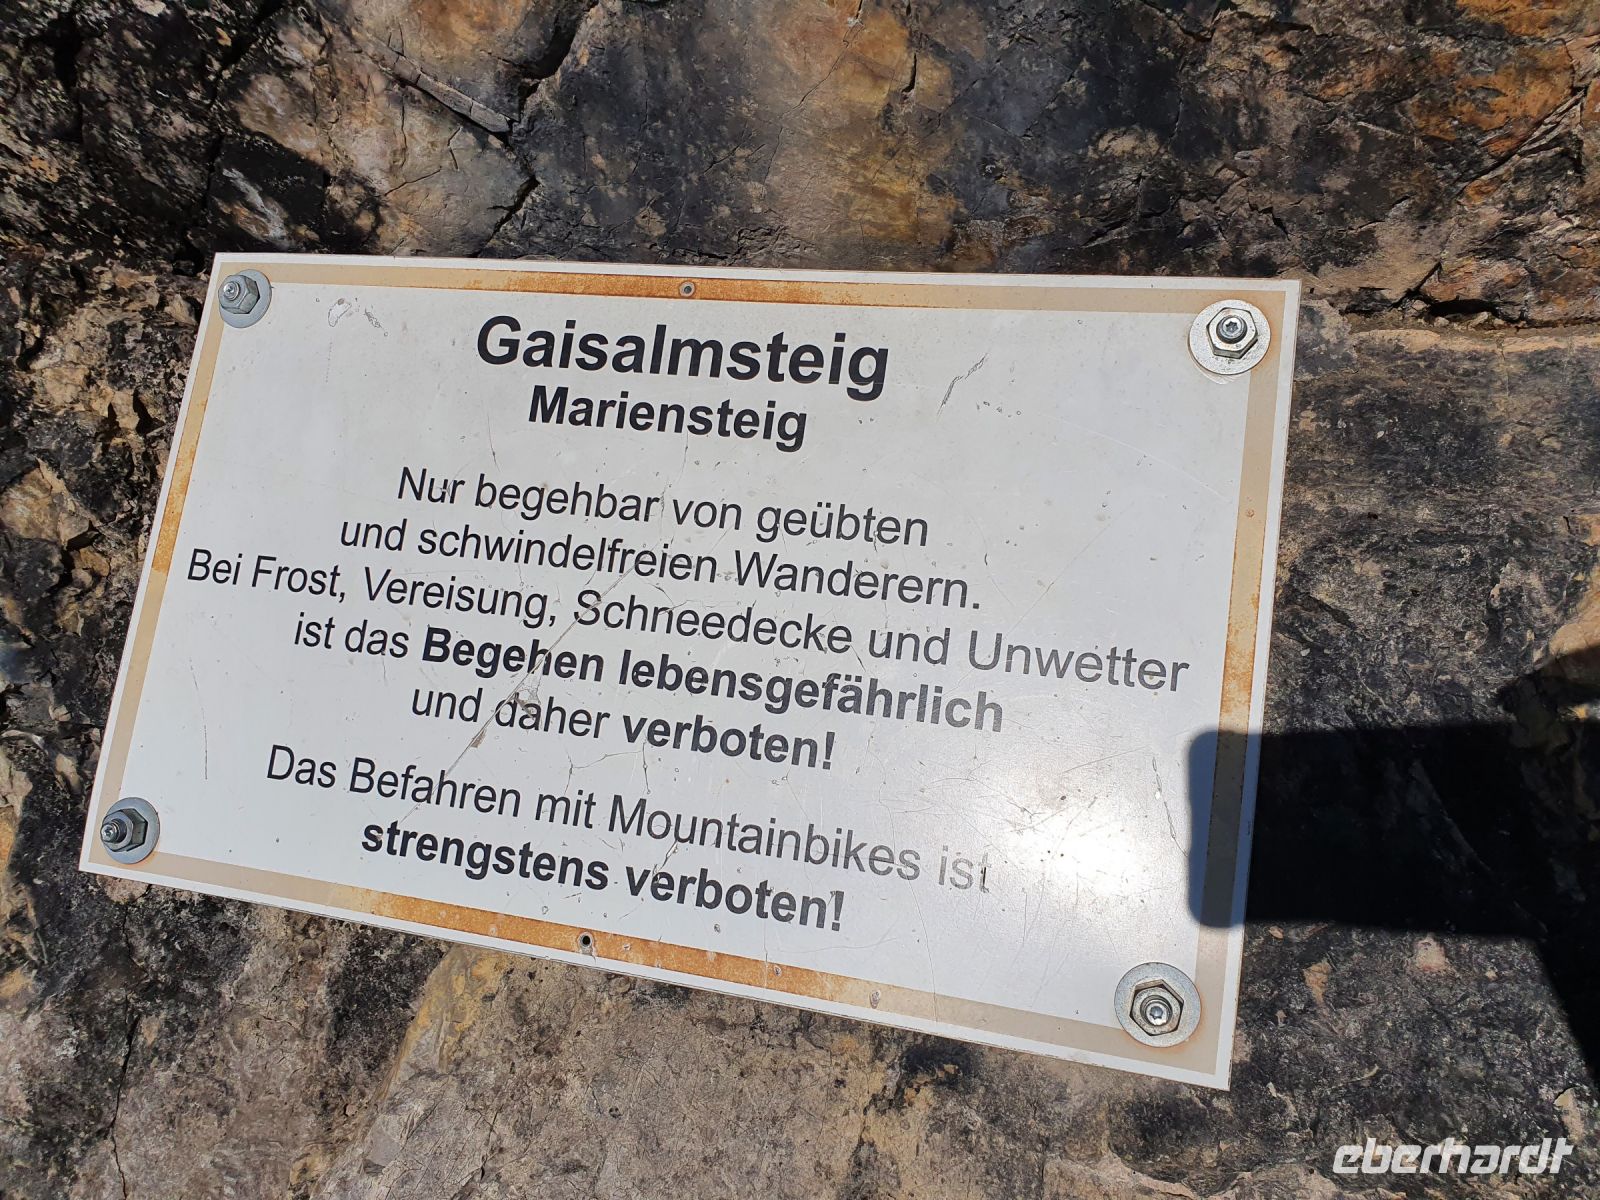 Gaisalmsteig
Mariensteig
Nur begehbar von geübten
und schwindelfreien Wanderern.
Bei Frost, Vereisung, Schneedecke und Unwetter
ist das Begehen lebensgefährlich
und daher verboten!
Das Befahren mit Mountainbikes ist
strengstens verboten!
eberhardt